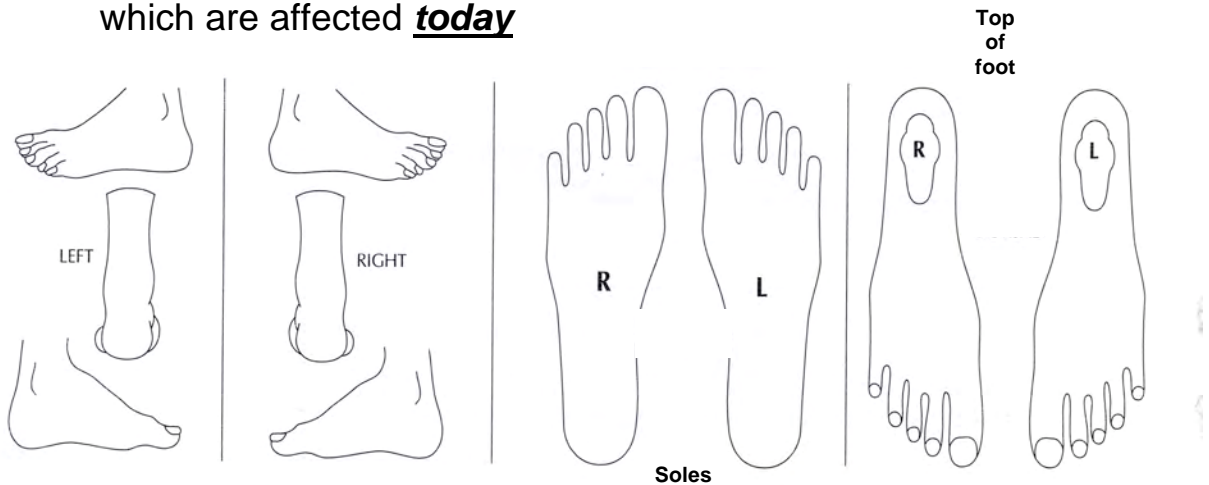 which are affected today
Top
of
foot
R
L
LEFT
RIGHT
R
L
Soles